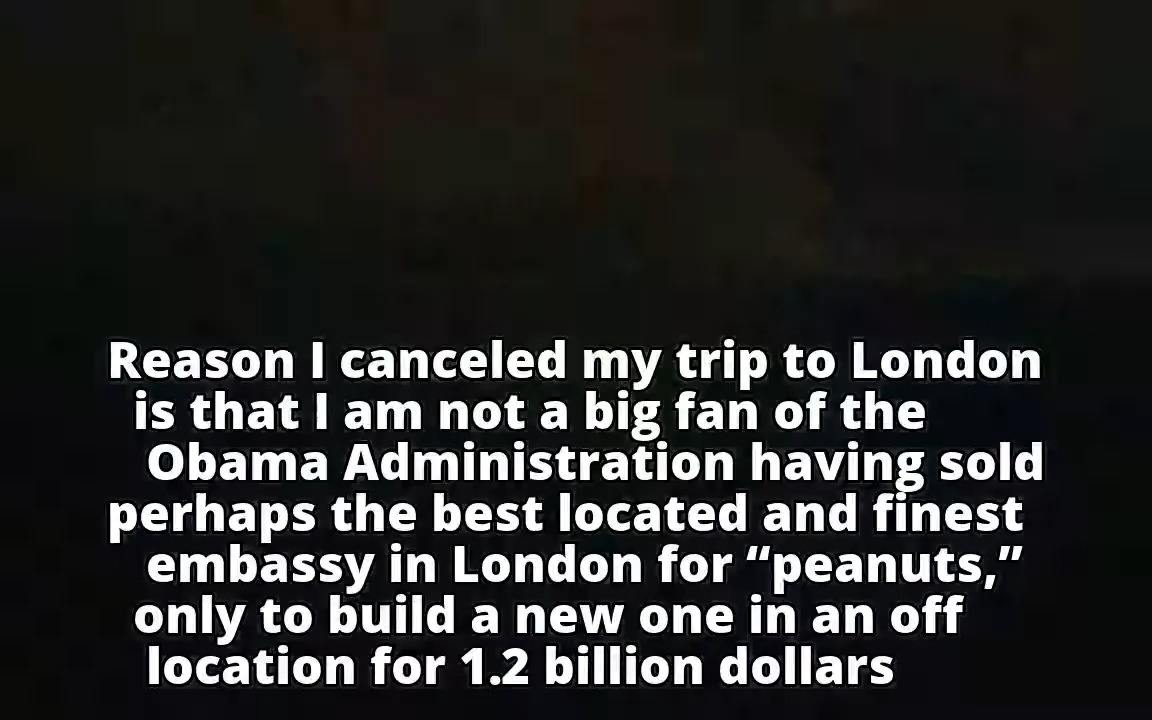 Reason I canceled my trip to London
is that I am not a big fan of the
Obama Administration having sold
perhaps the best located and finest
embassy in London for “peanuts,”
only to build a new one in an off
location for 1.2 billion dollars